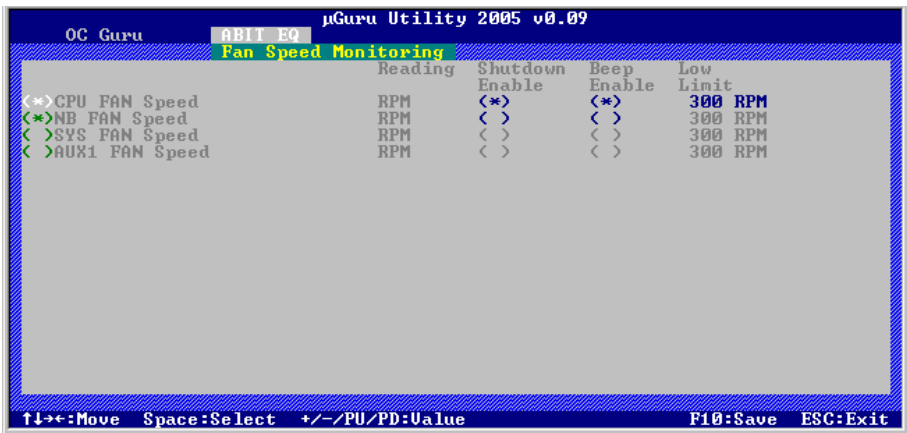 µGuru Utility 2005 v0.09
OC Guru ABIT EQ
Fan Speed Monitoring
Reading Shutdown Beep Low
Enable Enable Limit
(*)CPU FAN Speed RPM (*) (*) 300 RPM
(*)NB FAN Speed RPM ( ) ( ) 300 RPM
( )SYS FAN Speed RPM ( ) ( ) 300 RPM
( )AUX1 FAN Speed RPM ( ) ( ) 300 RPM
↑↓→←:Move Space:Select +/-/PU/PD:Value F10:Save ESC:Exit